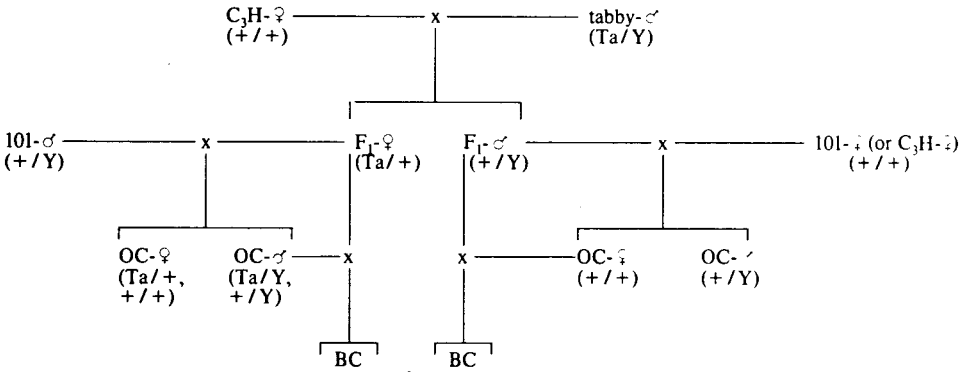 C₃H-♀ x tabby-♂
(+/+) (Ta/Y)
101-♂ x F₁-♀ F₁-♂ x 101-♀ (or C₃H-♀)
(+/Y) (Ta/+) (+/Y) (+/+)
OC-♀ OC-♂ x x OC-♀ OC-♂
(Ta/+, (Ta/Y, (+/+) (+/Y)
+/+) +/Y)
BC BC